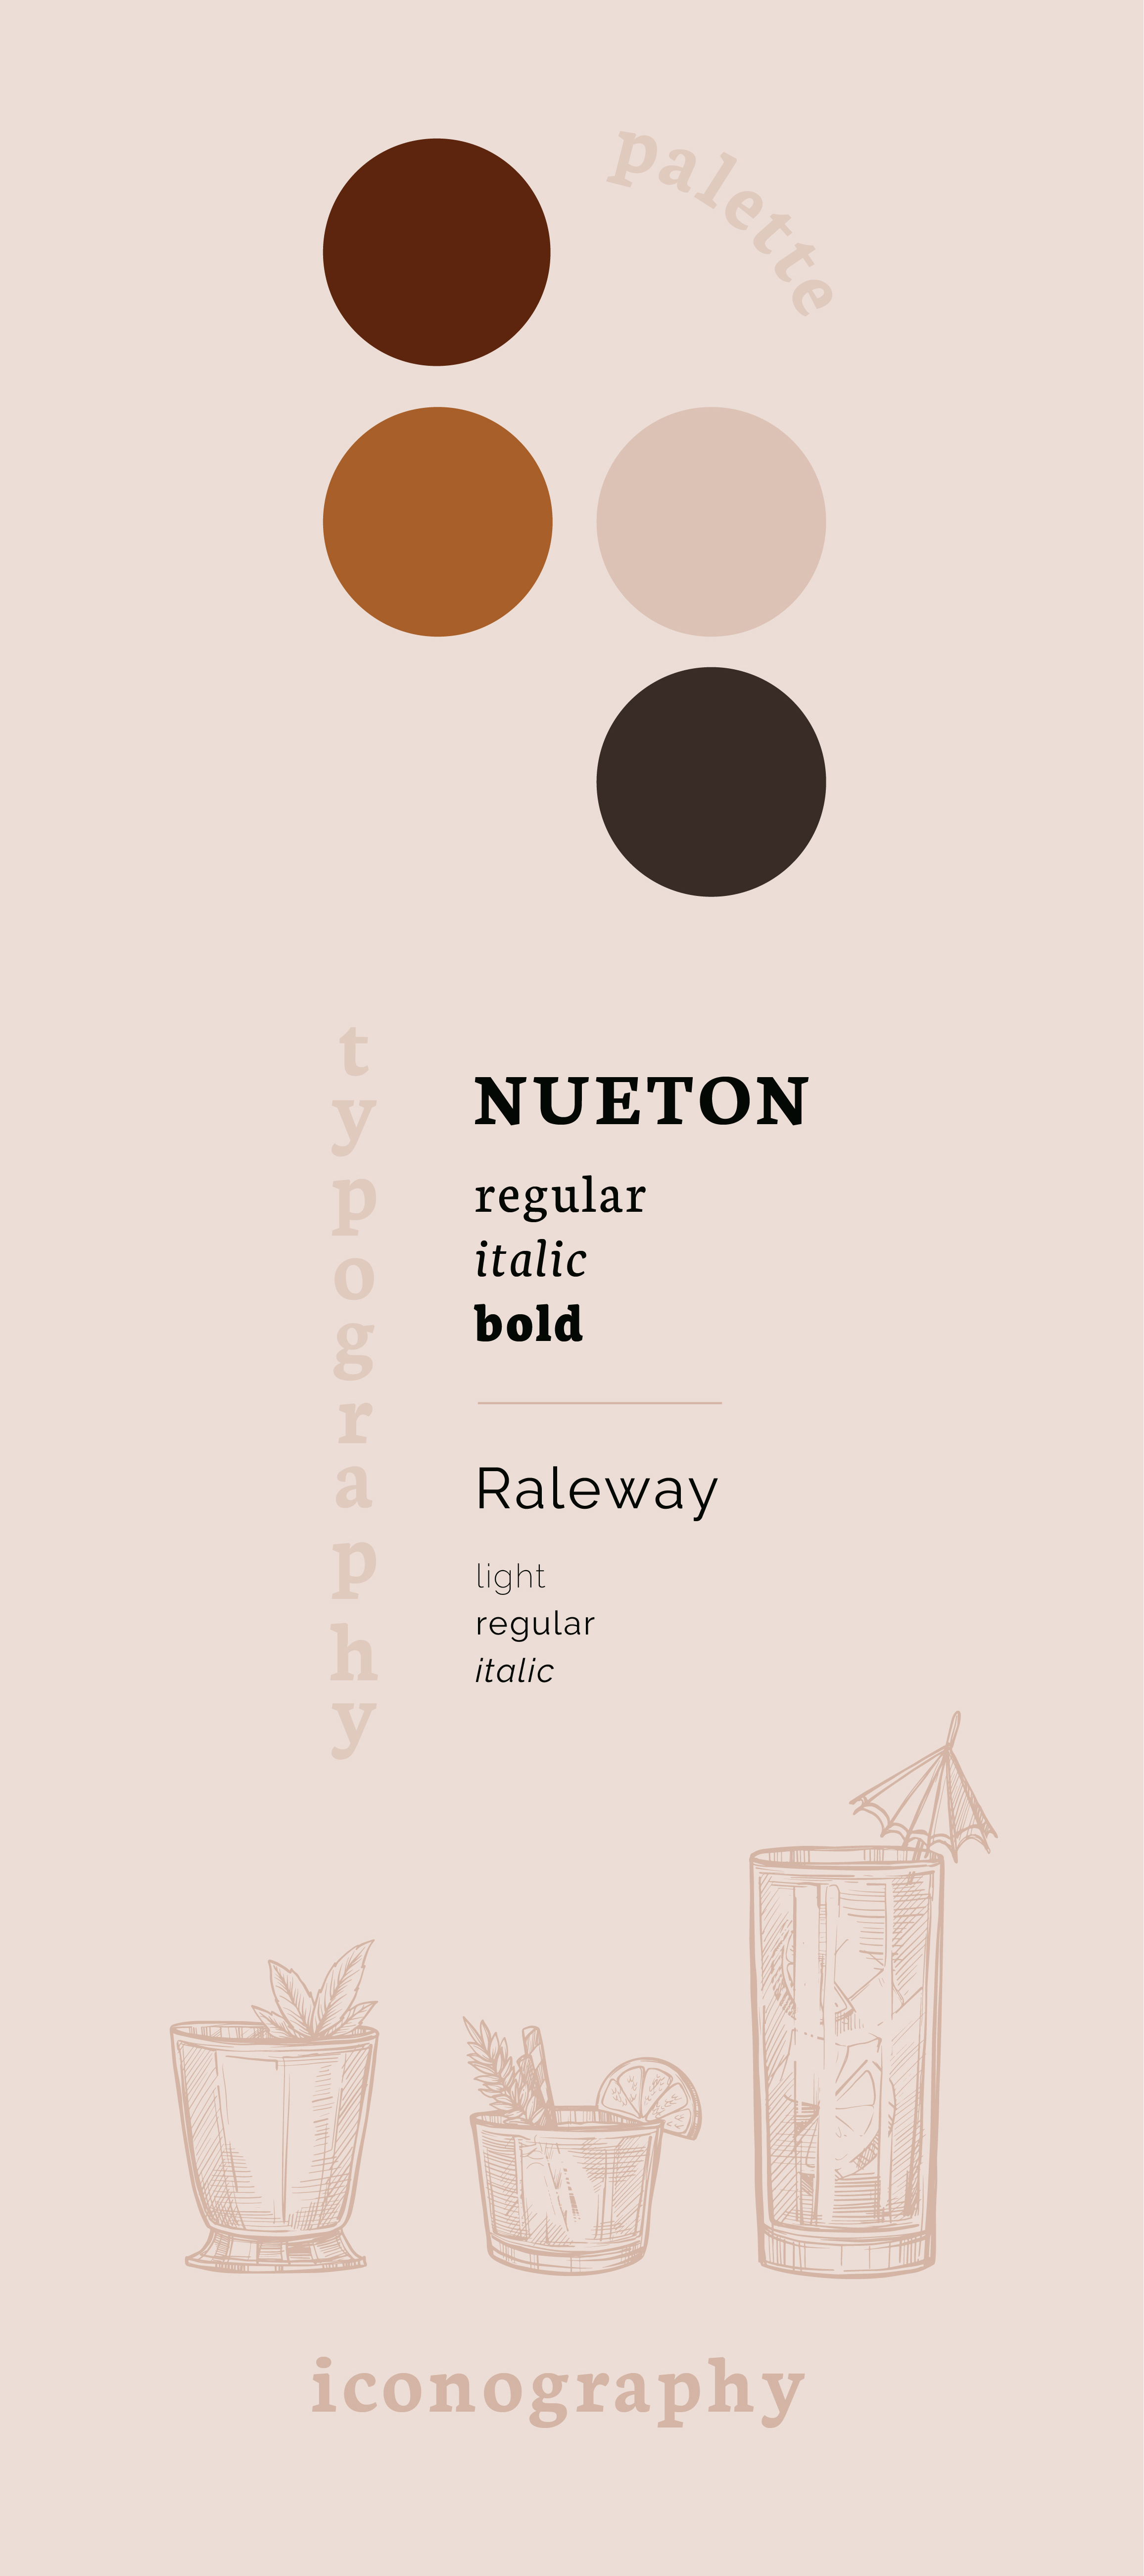 palette
typography
NUETON
regular
italic
bold
Raleway
light
regular
italic
iconography